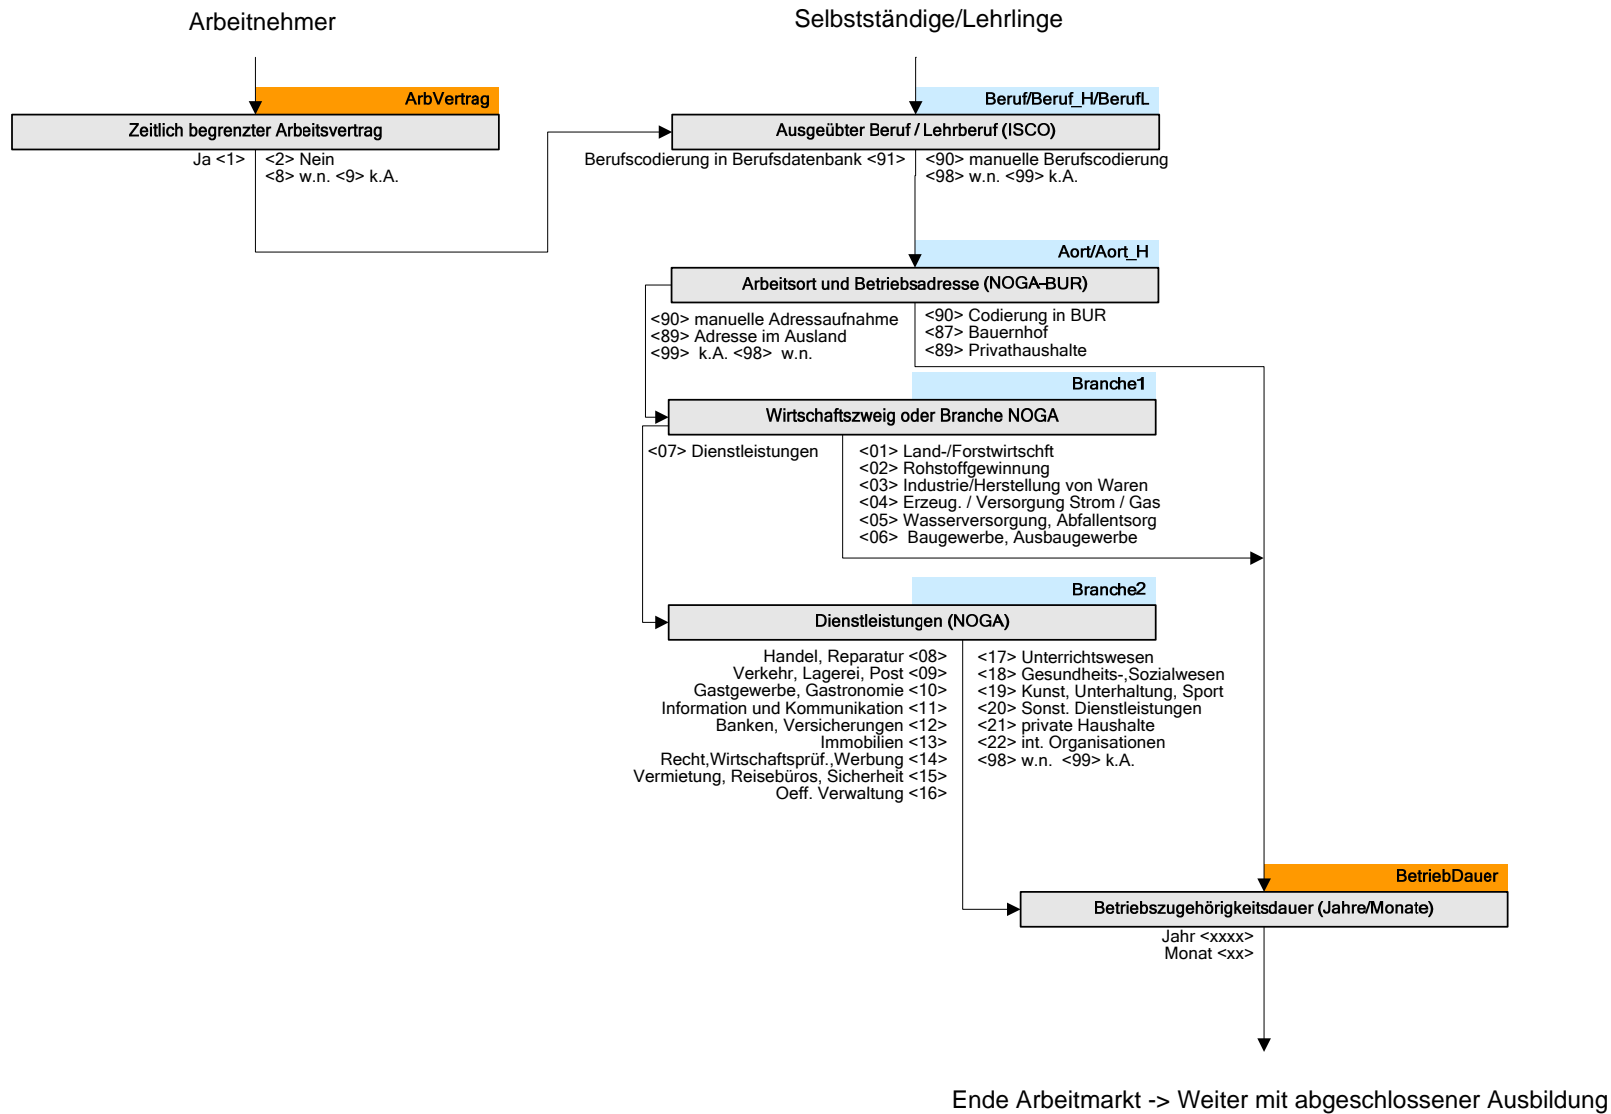 Arbeitnehmer
Selbstständige/Lehrlinge
ArbVertrag
Zeitlich begrenzter Arbeitsvertrag
Ja <1>
<2> Nein
<8> w.n. <9> k.A.
Beruf/Beruf_H/BerufL
Ausgeübter Beruf / Lehrberuf (ISCO)
Berufscodierung in Berufsdatenbank <91>
<90> manuelle Berufscodierung
<98> w.n. <99> k.A.
Aort/Aort_H
Arbeitsort und Betriebsadresse (NOGA-BUR)
<90> manuelle Adressaufnahme
<89> Adresse im Ausland
<99> k.A. <98> w.n.
<90> Codierung in BUR
<87> Bauernhof
<89> Privathaushalte
Branche1
Wirtschaftszweig oder Branche NOGA
<07> Dienstleistungen
<01> Land-/Forstwirtschft
<02> Rohstoffgewinnung
<03> Industrie/Herstellung von Waren
<04> Erzeug. / Versorgung Strom / Gas
<05> Wasserversorgung, Abfallentsorg
<06> Baugewerbe, Ausbaugewerbe
Branche2
Dienstleistungen (NOGA)
Handel, Reparatur <08>
Verkehr, Lagerei, Post <09>
Gastgewerbe, Gastronomie <10>
Information und Kommunikation <11>
Banken, Versicherungen <12>
Immobilien <13>
Recht,Wirtschaftsprüf.,Werbung <14>
Vermietung, Reisebüros, Sicherheit <15>
Oeff. Verwaltung <16>
<17> Unterrichtswesen
<18> Gesundheits-,Sozialwesen
<19> Kunst, Unterhaltung, Sport
<20> Sonst. Dienstleistungen
<21> private Haushalte
<22> int. Organisationen
<98> w.n. <99> k.A.
BetriebDauer
Betriebszugehörigkeitsdauer (Jahre/Monate)
Jahr <xxxx>
Monat <xx>
Ende Arbeitmarkt -> Weiter mit abgeschlossener Ausbildung